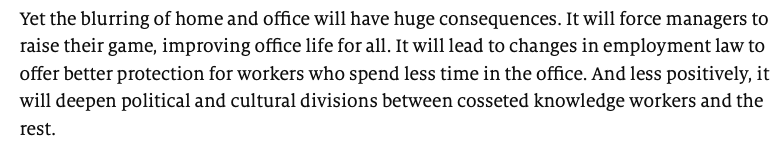 Yet the blurring of home and office will have huge consequences. It will force managers to
raise their game, improving office life for all. It will lead to changes in employment law to
offer better protection for workers who spend less time in the office. And less positively, it
will deepen political and cultural divisions between cosseted knowledge workers and the
rest.